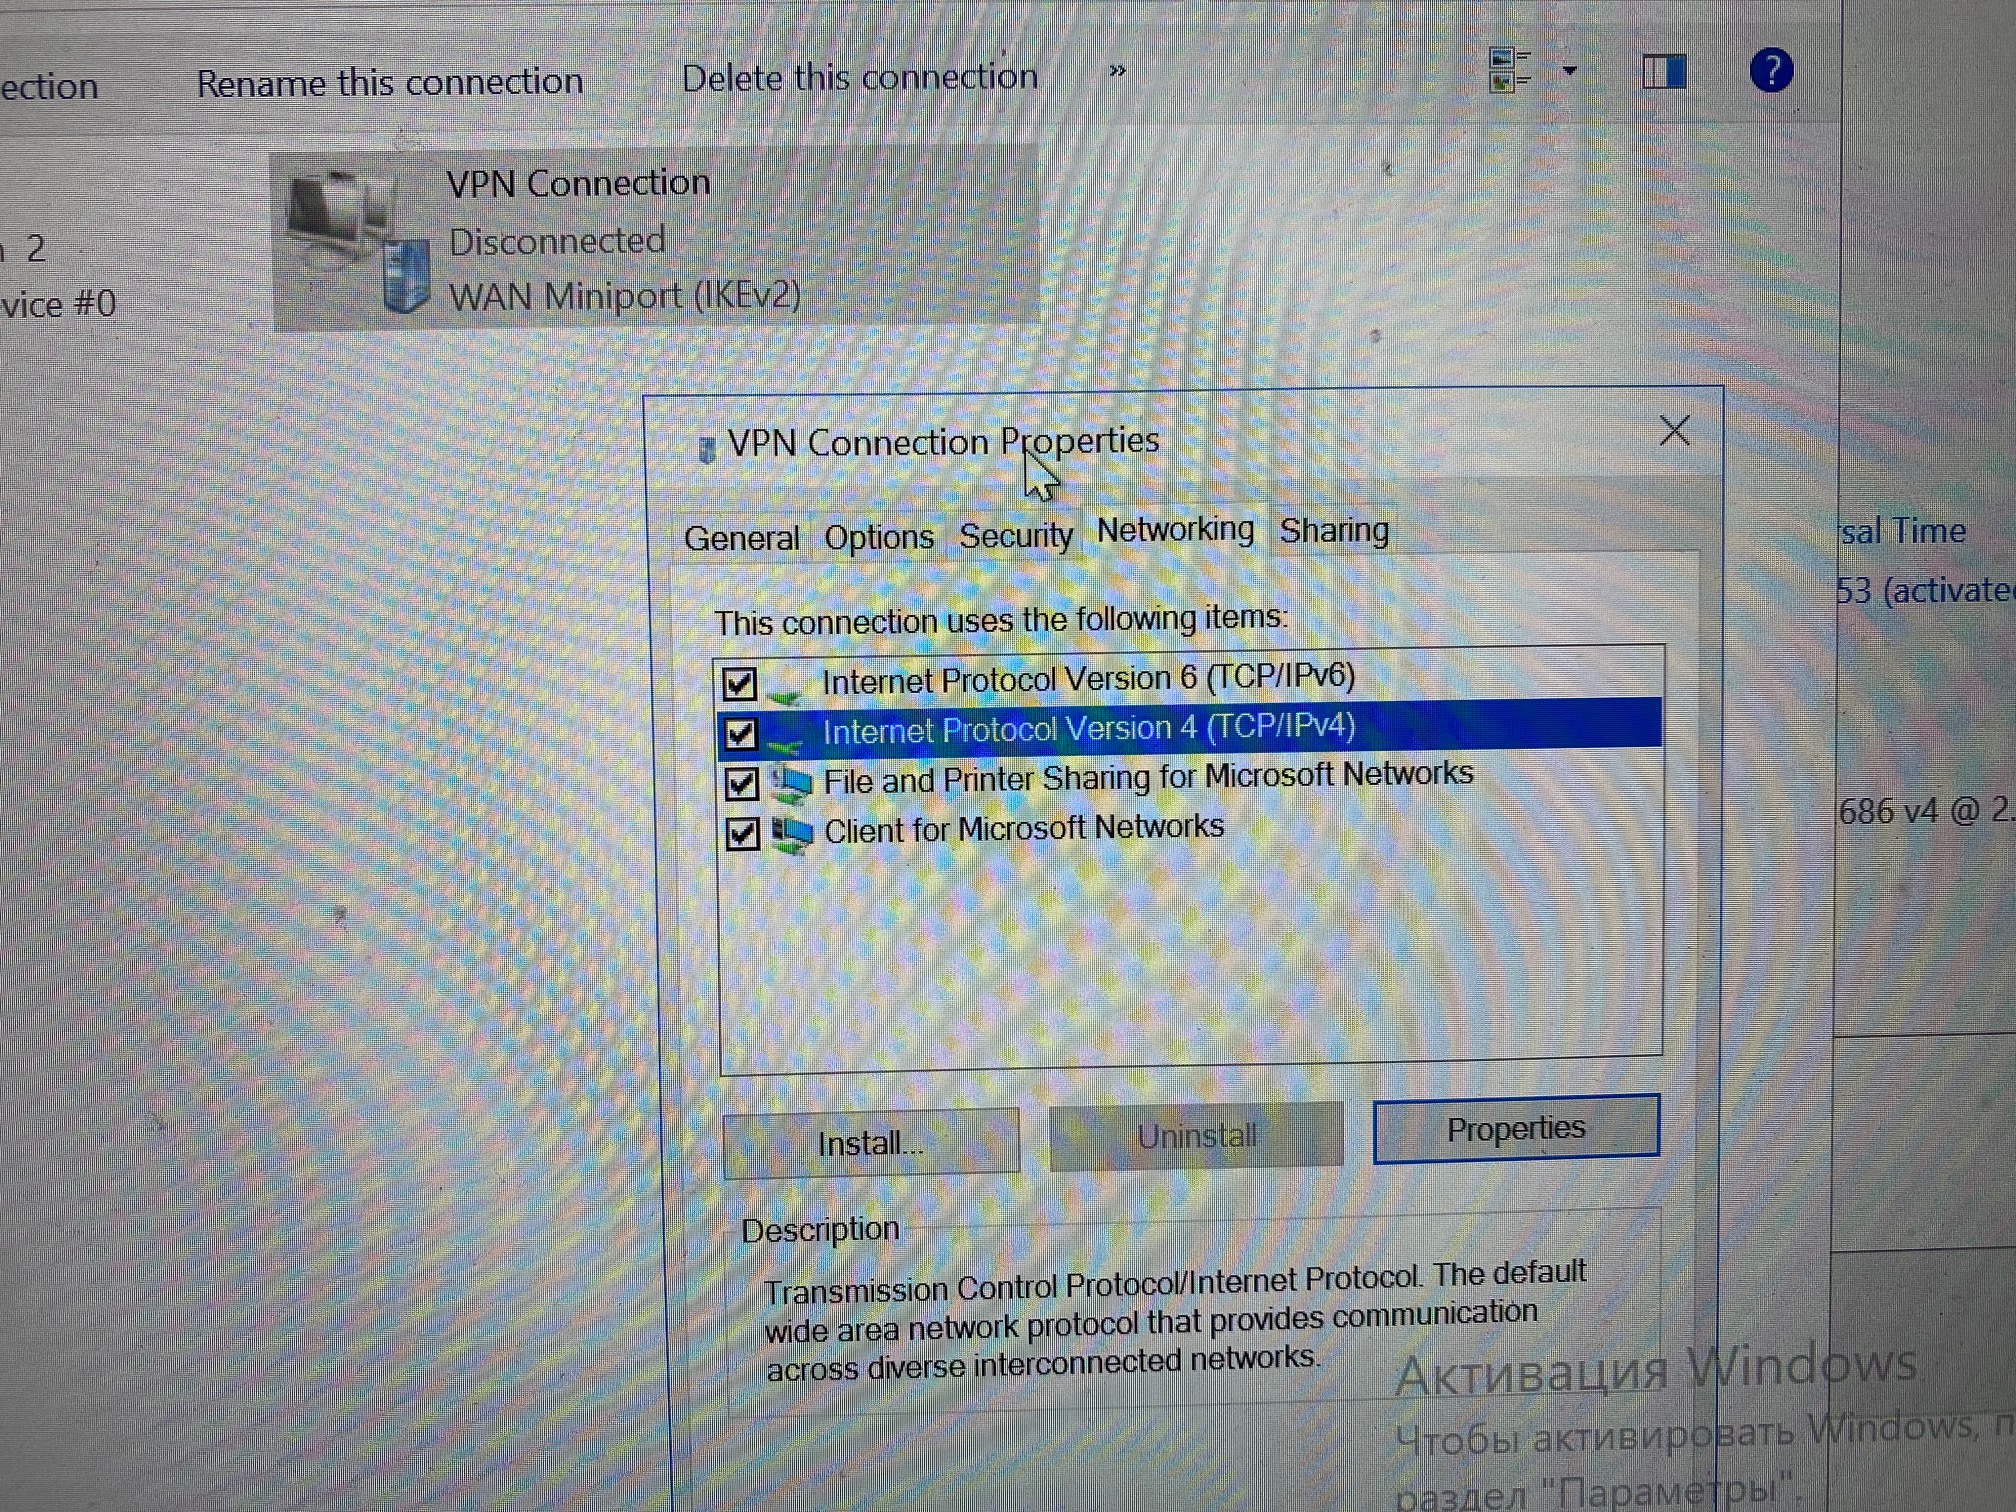 ection Rename this connection Delete this connection »
VPN Connection
Disconnected
WAN Miniport (IKEv2)
2
vice #0
VPN Connection Properties
General Options Security Networking Sharing
This connection uses the following items:
Internet Protocol Version 6 (TCP/IPv6)
Internet Protocol Version 4 (TCP/IPv4)
File and Printer Sharing for Microsoft Networks
Client for Microsoft Networks
Install... Uninstall Properties
Description
Transmission Control Protocol/Internet Protocol. The default
wide area network protocol that provides communication
across diverse interconnected networks.
sal Time
53 (activate
686 v4 @ 2.
Активация Windows
Чтобы активировать Windows, п
раздел "Параметры".